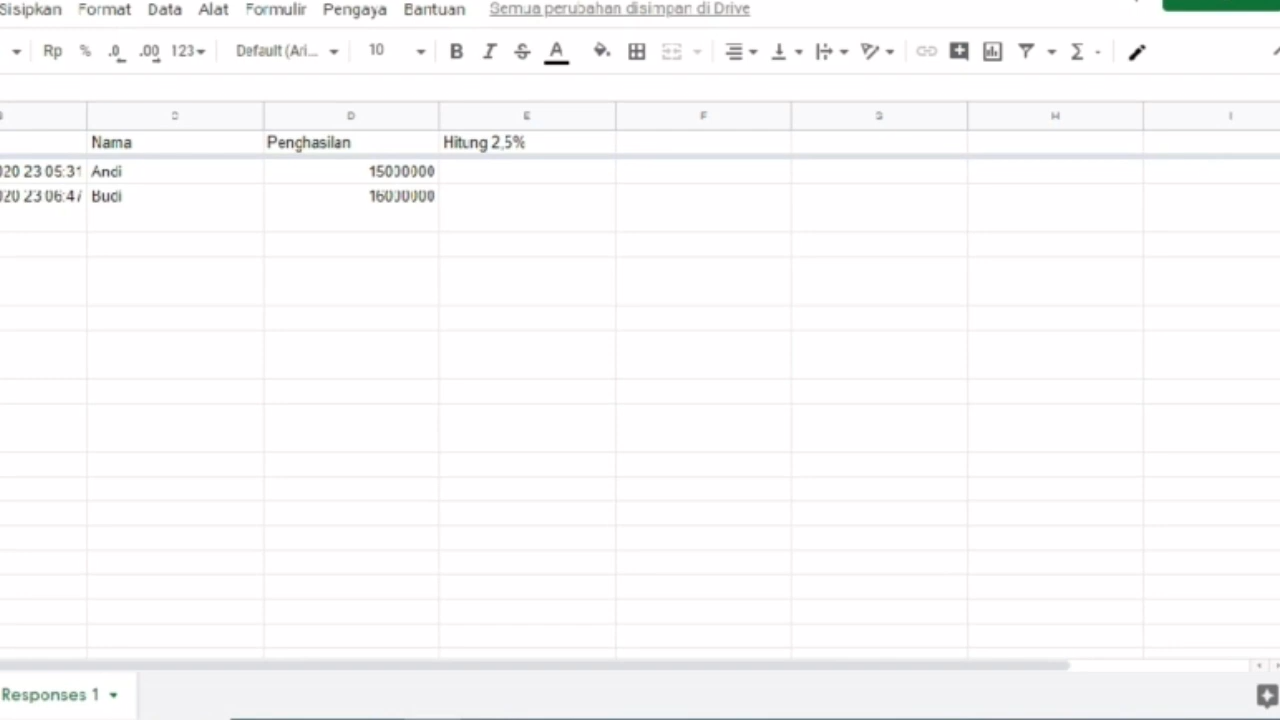 Sisipkan Format Data Alat Formulir Pengaya Bantuan Semua perubahan disimpan di Drive
Rp % .0 .00 123 Default (Ari... 10 B I S A
C D E F G H I
Nama Penghasilan Hitung 2,5%
020 23 05:31 Andi 15000000
020 23 06:47 Budi 16000000
Responses 1